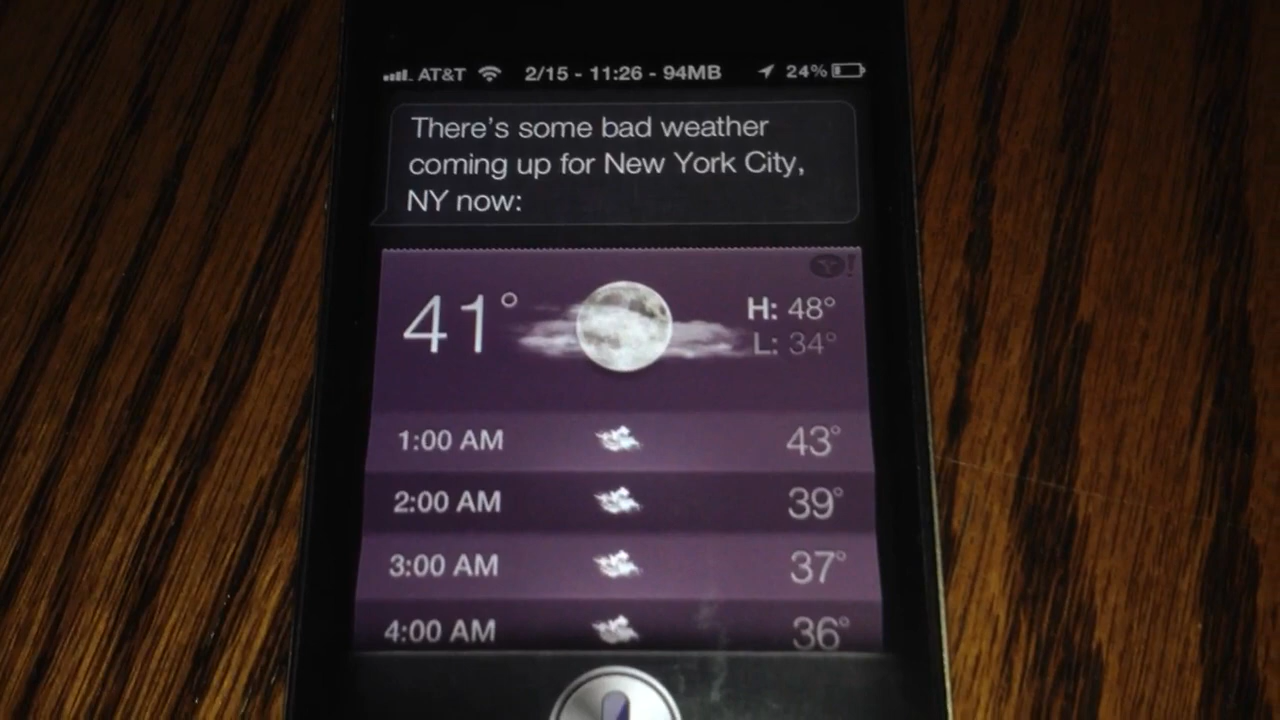 AT&T 2/15 - 11:26 - 94MB 24%
There's some bad weather
coming up for New York City,
NY now:
Y!
41° H: 48°
L: 34°
1:00 AM 43°
2:00 AM 39°
3:00 AM 37°
4:00 AM 36°